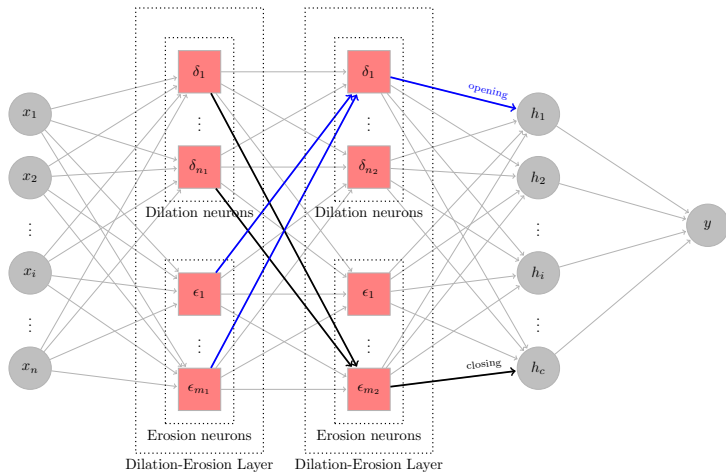 δ₁ δ₁
opening
x₁ h₁
⋮ ⋮
δₙ₁ δₙ₂
x₂ h₂
Dilation neurons Dilation neurons
⋮ ⋮ y
xᵢ hᵢ
ϵ₁ ϵ₁
⋮ ⋮ ⋮ ⋮
closing
xₙ h_c
ϵₘ₁ ϵₘ₂
Erosion neurons Erosion neurons
Dilation-Erosion Layer Dilation-Erosion Layer